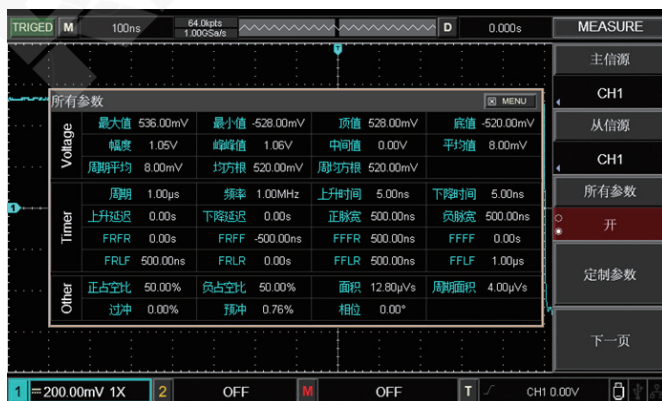 TRIGED M 100ns 64.0kpts 1.00GSa/s D 0.000s MEASURE
主信源
CH1
从信源
CH1
所有参数
开
定制参数
下一页
所有参数 MENU
Voltage
最大值 536.00mV 最小值 -528.00mV 顶值 528.00mV 底值 -520.00mV
幅度 1.05V 峰峰值 1.06V 中间值 0.00V 平均值 8.00mV
周期平均 8.00mV 均方根 520.00mV 周均方根 520.00mV
Timer
周期 1.00µs 频率 1.00MHz 上升时间 5.00ns 下降时间 5.00ns
上升延迟 0.00s 下降延迟 0.00s 正脉宽 500.00ns 负脉宽 500.00ns
FRFR 0.00s FRFF -500.00ns FFFR 500.00ns FFFF 0.00s
FRLF 500.00ns FRLR 0.00s FFLR 500.00ns FFLF 1.00µs
Other
正占空比 50.00% 负占空比 50.00% 面积 12.80µVs 周期面积 4.00µVs
过冲 0.00% 预冲 0.76% 相位 0.00°
1 200.00mV 1X 2 OFF M OFF T CH1 0.00V